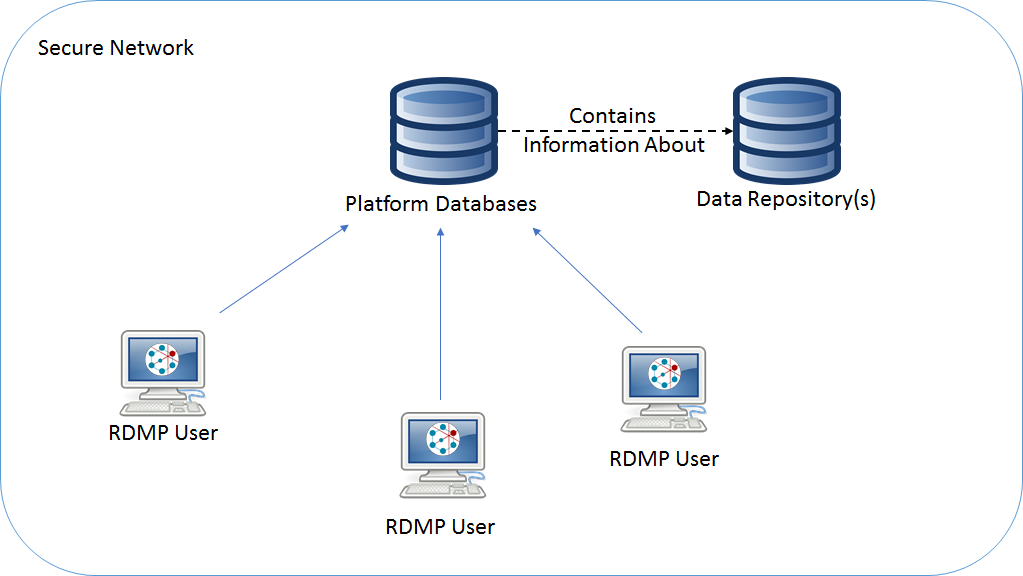 Secure Network
Contains
Information About
Platform Databases
Data Repository(s)
RDMP User
RDMP User
RDMP User